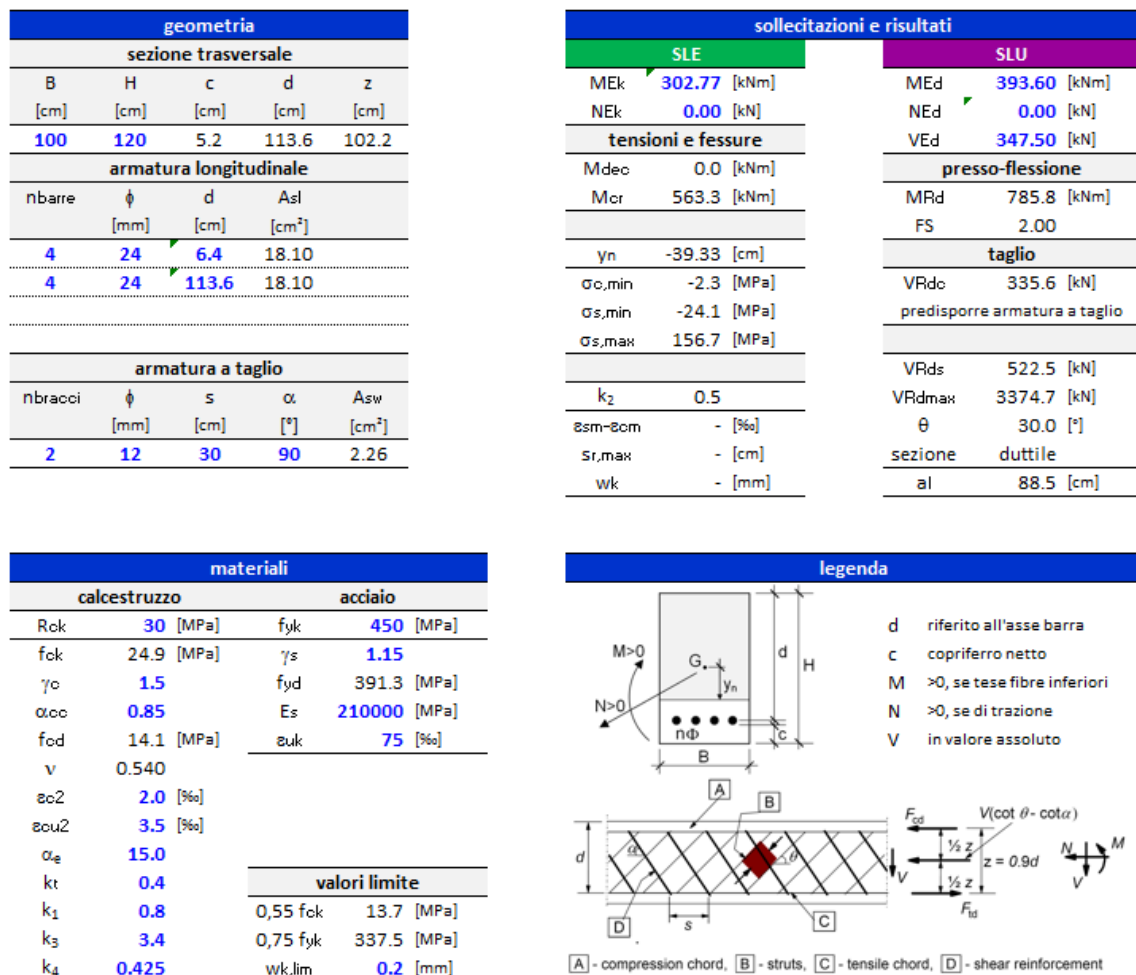 geometria
sezione trasversale
B H c d z
[cm] [cm] [cm] [cm] [cm]
100 120 5.2 113.6 102.2
armatura longitudinale
nbarre ϕ d Asl
[mm] [cm] [cm²]
4 24 6.4 18.10
4 24 113.6 18.10
armatura a taglio
nbracci ϕ s α Asw
[mm] [cm] [°] [cm²]
2 12 30 90 2.26
sollecitazioni e risultati
SLE
MEk 302.77 [kNm]
NEk 0.00 [kN]
tensioni e fessure
Mdec 0.0 [kNm]
Mcr 563.3 [kNm]
yn -39.33 [cm]
σc,min -2.3 [MPa]
σs,min -24.1 [MPa]
σs,max 156.7 [MPa]
k2 0.5
εsm-εcm - [‰]
sr,max - [cm]
wk - [mm]
SLU
MEd 393.60 [kNm]
NEd 0.00 [kN]
VEd 347.50 [kN]
presso-flessione
MRd 785.8 [kNm]
FS 2.00
taglio
VRdc 335.6 [kN]
predisporre armatura a taglio
VRds 522.5 [kN]
VRdmax 3374.7 [kN]
θ 30.0 [°]
sezione duttile
al 88.5 [cm]
materiali
calcestruzzo
Rck 30 [MPa]
fck 24.9 [MPa]
γc 1.5
αcc 0.85
fcd 14.1 [MPa]
ν 0.540
εc2 2.0 [‰]
εcu2 3.5 [‰]
αe 15.0
kt 0.4
k1 0.8
k3 3.4
k4 0.425
acciaio
fyk 450 [MPa]
γs 1.15
fyd 391.3 [MPa]
Es 210000 [MPa]
εuk 75 [‰]
valori limite
0,55 fck 13.7 [MPa]
0,75 fyk 337.5 [MPa]
wk,lim 0.2 [mm]
legenda
M>0
N>0
G
yn
d
H
nΦ
c
B
d riferito all'asse barra
c copriferro netto
M >0, se tese fibre inferiori
N >0, se di trazione
V in valore assoluto
A
B
Fcd
V(cot θ - cotα)
d
α
θ
½ z
½ z
z = 0.9d
N
M
V
V
Ftd
D
s
C
A - compression chord, B - struts, C - tensile chord, D - shear reinforcement